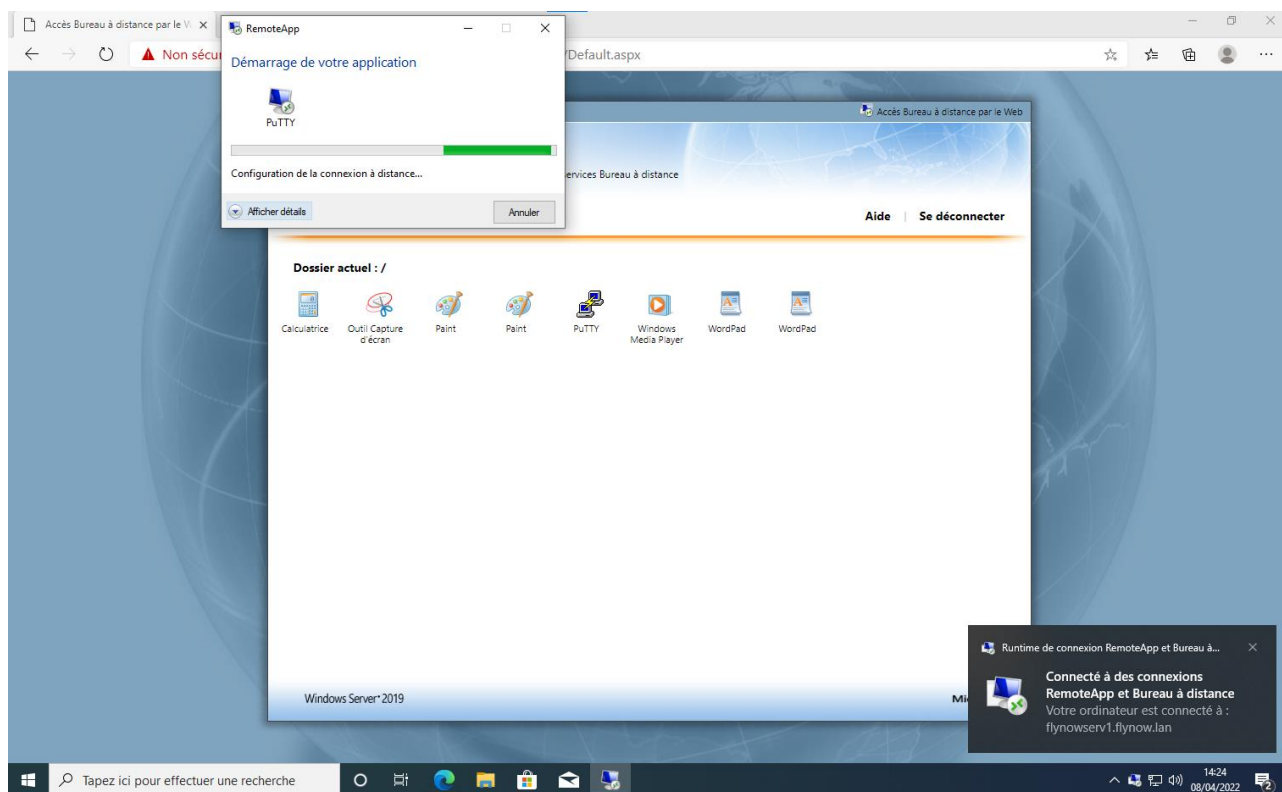 Accès Bureau à distance par le W
RemoteApp
Non sécu
/Default.aspx
Démarrage de votre application
PuTTY
Configuration de la connexion à distance...
Afficher détails
Annuler
Accès Bureau à distance par le Web
services Bureau à distance
Aide | Se déconnecter
Dossier actuel : /
Calculatrice
Outil Capture
d'écran
Paint
Paint
PuTTY
Windows
Media Player
WordPad
WordPad
Windows Server 2019
Mi
Runtime de connexion RemoteApp et Bureau à...
Connecté à des connexions
RemoteApp et Bureau à distance
Votre ordinateur est connecté à :
flynowserv1.flynow.lan
Tapez ici pour effectuer une recherche
14:24
08/04/2022
2